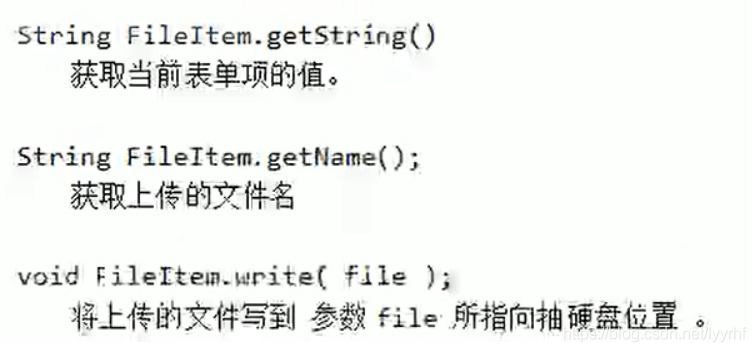 String FileItem.getString()
获取当前表单项的值。
String FileItem.getName();
获取上传的文件名
void FileItem.write( file );
将上传的文件写到 参数 file 所指向抽硬盘位置 。
https://blog.csdn.net/lyyrhf